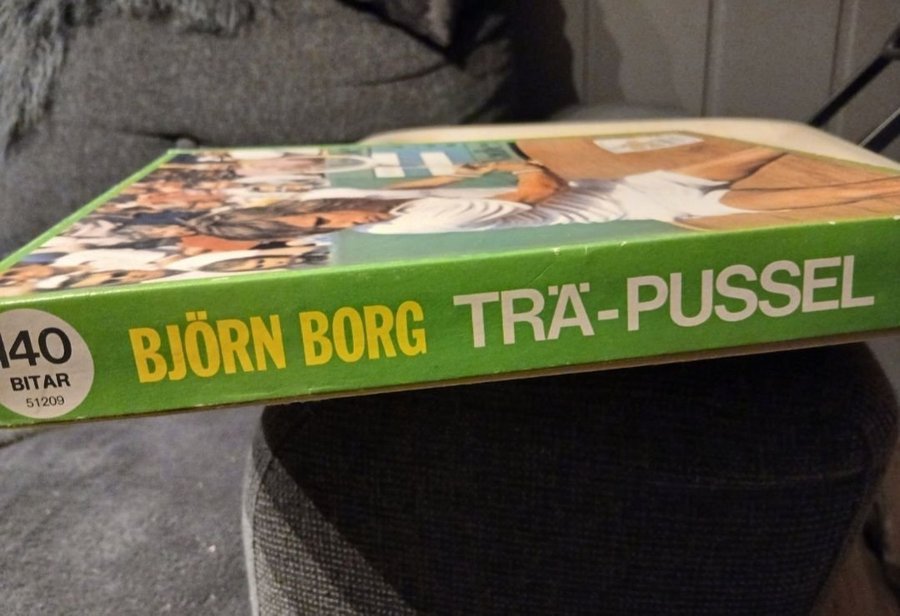 140
BITAR
51209
BJÖRN BORG TRÄ-PUSSEL